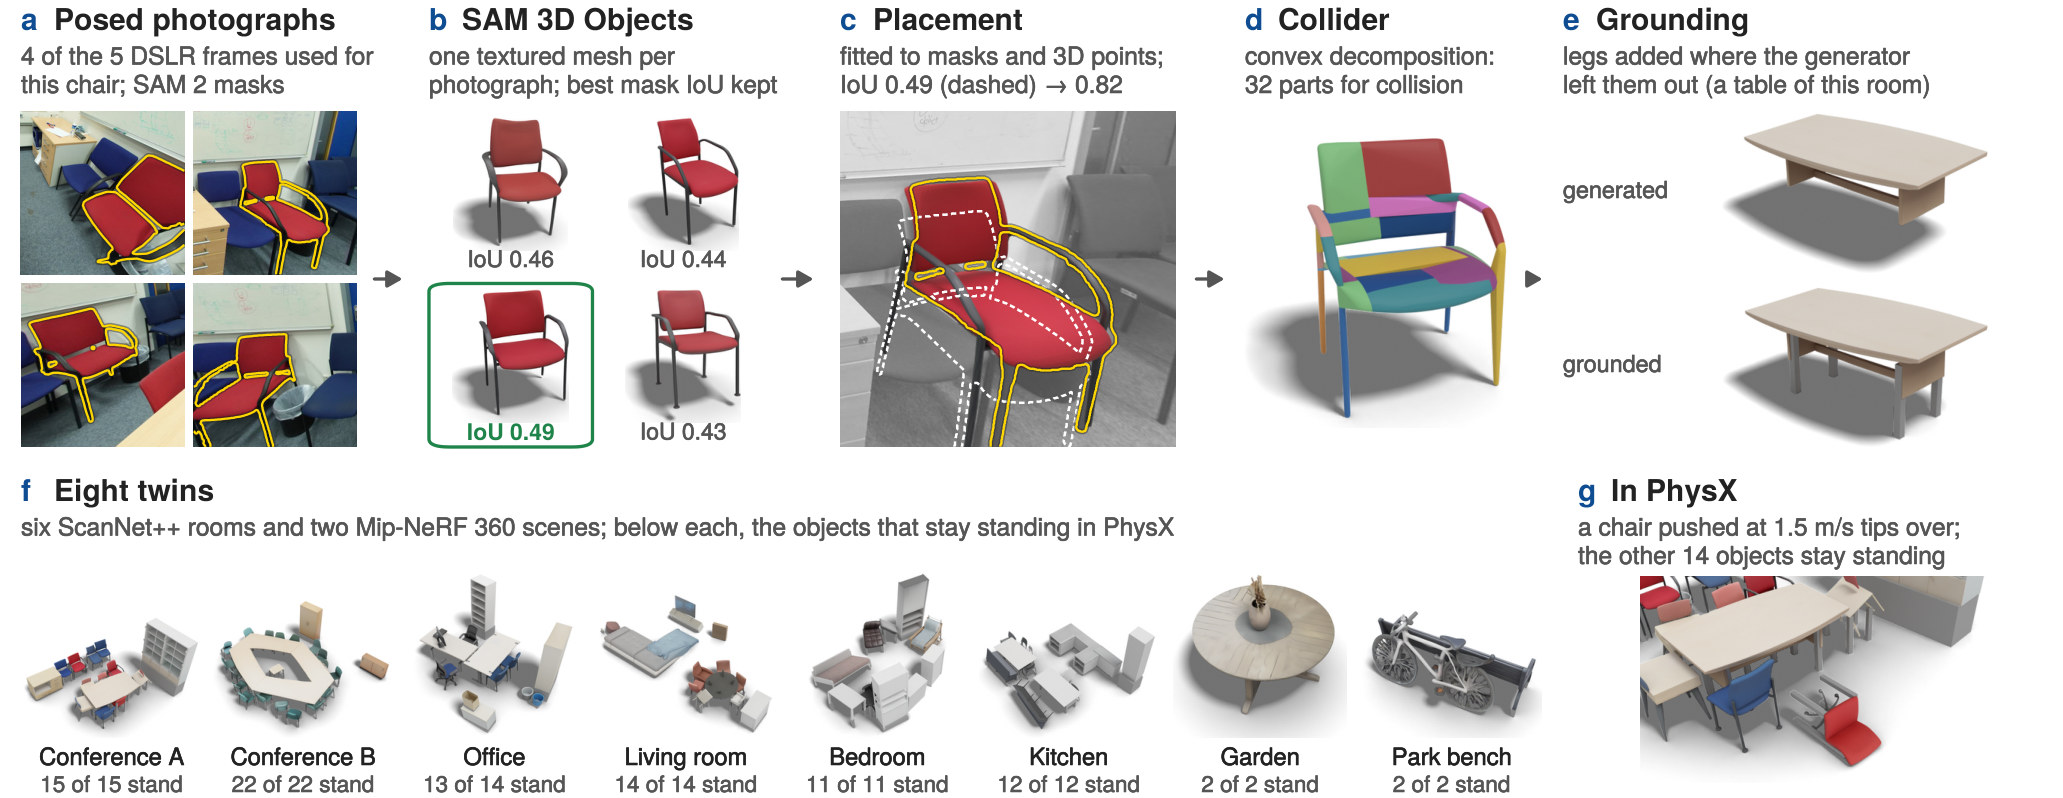 a Posed photographs
4 of the 5 DSLR frames used for
this chair; SAM 2 masks
b SAM 3D Objects
one textured mesh per
photograph; best mask IoU kept
IoU 0.46
IoU 0.44
IoU 0.49
IoU 0.43
c Placement
fitted to masks and 3D points;
IoU 0.49 (dashed) → 0.82
d Collider
convex decomposition:
32 parts for collision
e Grounding
legs added where the generator
left them out (a table of this room)
generated
grounded
f Eight twins
six ScanNet++ rooms and two Mip-NeRF 360 scenes; below each, the objects that stay standing in PhysX
Conference A
15 of 15 stand
Conference B
22 of 22 stand
Office
13 of 14 stand
Living room
14 of 14 stand
Bedroom
11 of 11 stand
Kitchen
12 of 12 stand
Garden
2 of 2 stand
Park bench
2 of 2 stand
g In PhysX
a chair pushed at 1.5 m/s tips over;
the other 14 objects stay standing